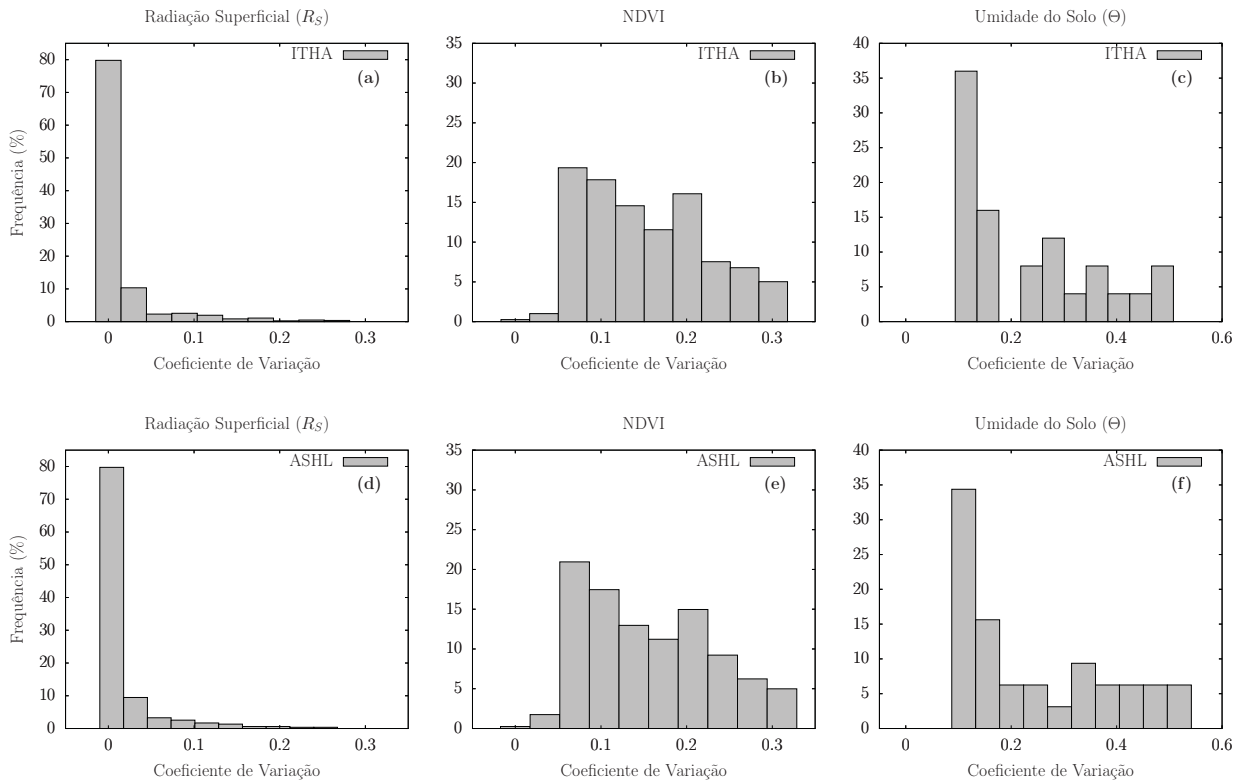 Radiação Superficial (R_S)
NDVI
Umidade do Solo (Θ)
80
70
60
50
40
30
20
10
0
Frequência (%)
ITHA
(a)
0 0.1 0.2 0.3
Coeficiente de Variação
35
30
25
20
15
10
5
0
ITHA
(b)
0 0.1 0.2 0.3
Coeficiente de Variação
40
35
30
25
20
15
10
5
0
ITHA
(c)
0 0.2 0.4 0.6
Coeficiente de Variação
Radiação Superficial (R_S)
NDVI
Umidade do Solo (Θ)
80
70
60
50
40
30
20
10
0
Frequência (%)
ASHL
(d)
0 0.1 0.2 0.3
Coeficiente de Variação
35
30
25
20
15
10
5
0
ASHL
(e)
0 0.1 0.2 0.3
Coeficiente de Variação
40
35
30
25
20
15
10
5
0
ASHL
(f)
0 0.2 0.4 0.6
Coeficiente de Variação